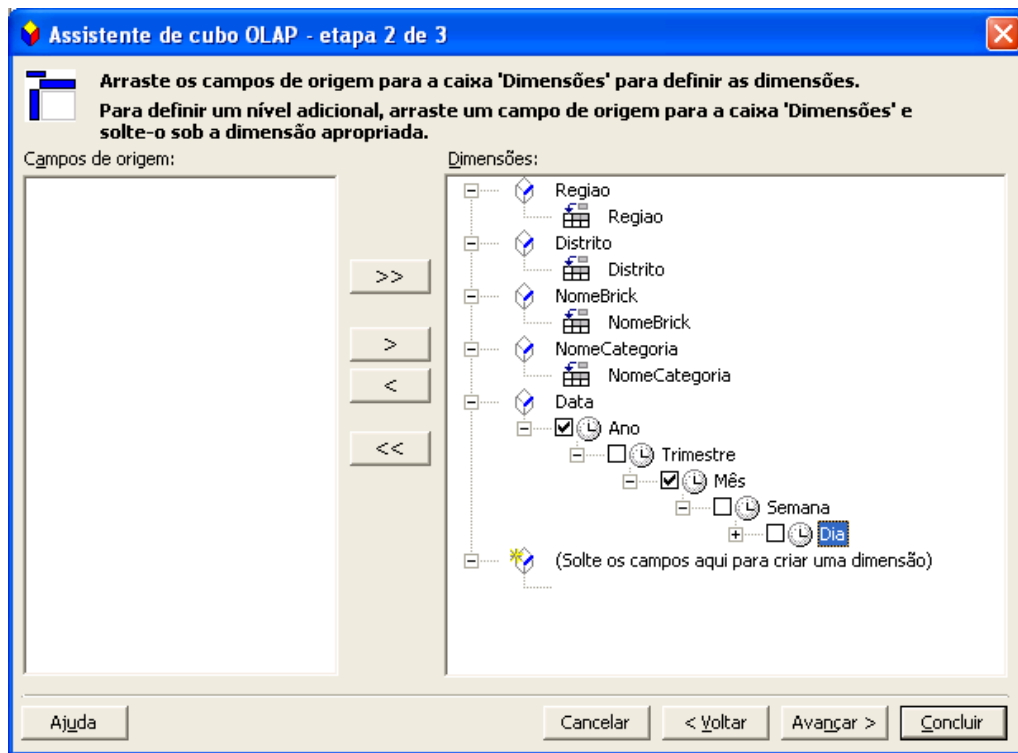 Assistente de cubo OLAP - etapa 2 de 3
Arraste os campos de origem para a caixa 'Dimensões' para definir as dimensões.
Para definir um nível adicional, arraste um campo de origem para a caixa 'Dimensões' e
solte-o sob a dimensão apropriada.
Campos de origem:
Dimensões:
Regiao
Regiao
Distrito
Distrito
NomeBrick
NomeBrick
NomeCategoria
NomeCategoria
Data
Ano
Trimestre
Mês
Semana
Dia
(Solte os campos aqui para criar uma dimensão)
>>
>
<
<<
Ajuda
Cancelar
< Voltar
Avançar >
Concluir